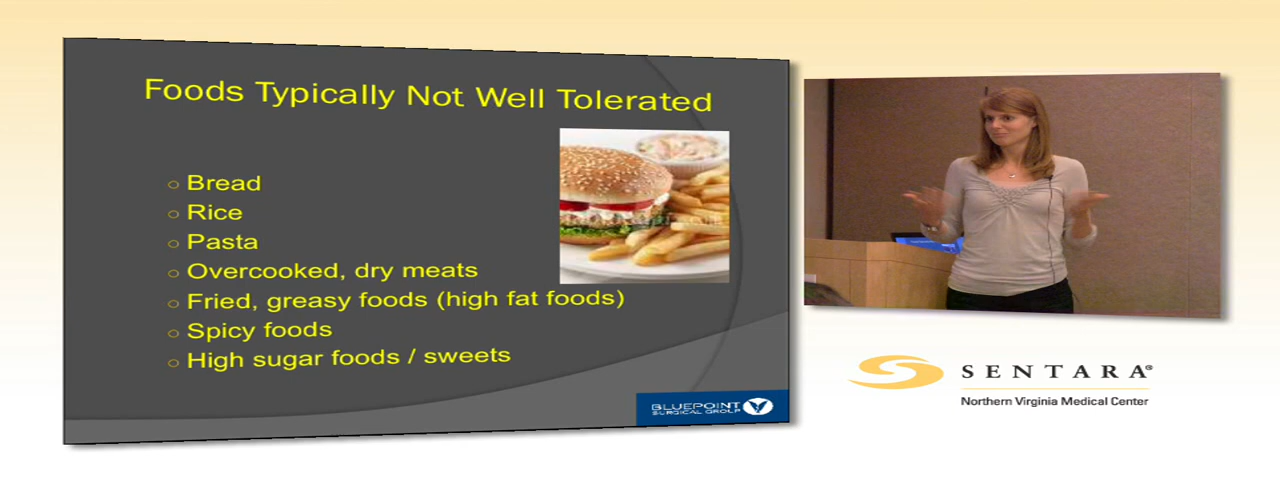 Foods Typically Not Well Tolerated
Bread
Rice
Pasta
Overcooked, dry meats
Fried, greasy foods (high fat foods)
Spicy foods
High sugar foods / sweets
BLUEPOINT
SURGICAL GROUP
SENTARA®
Northern Virginia Medical Center